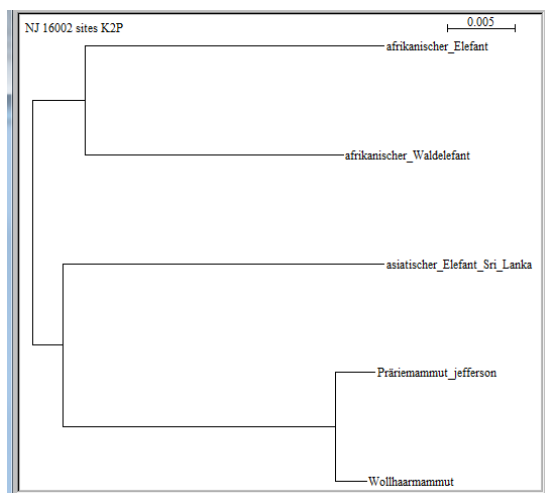 NJ 16002 sites K2P
0.005
afrikanischer_Elefant
afrikanischer_Waldelefant
asiatischer_Elefant_Sri_Lanka
Präriemammut_jefferson
Wollhaarmammut